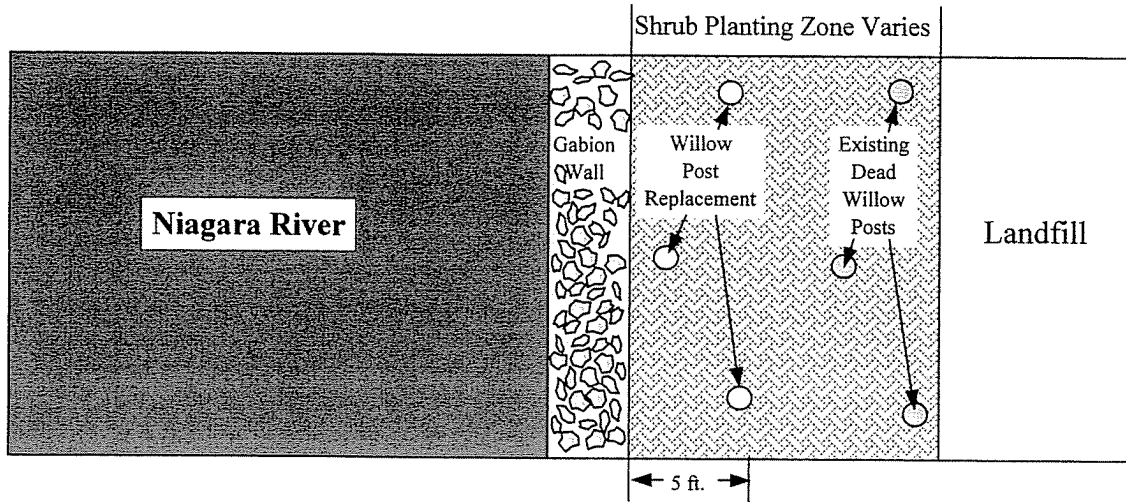 Shrub Planting Zone Varies
Gabion
Wall
Willow
Post
Replacement
Existing
Dead
Willow
Posts
Niagara River
Landfill
5 ft.